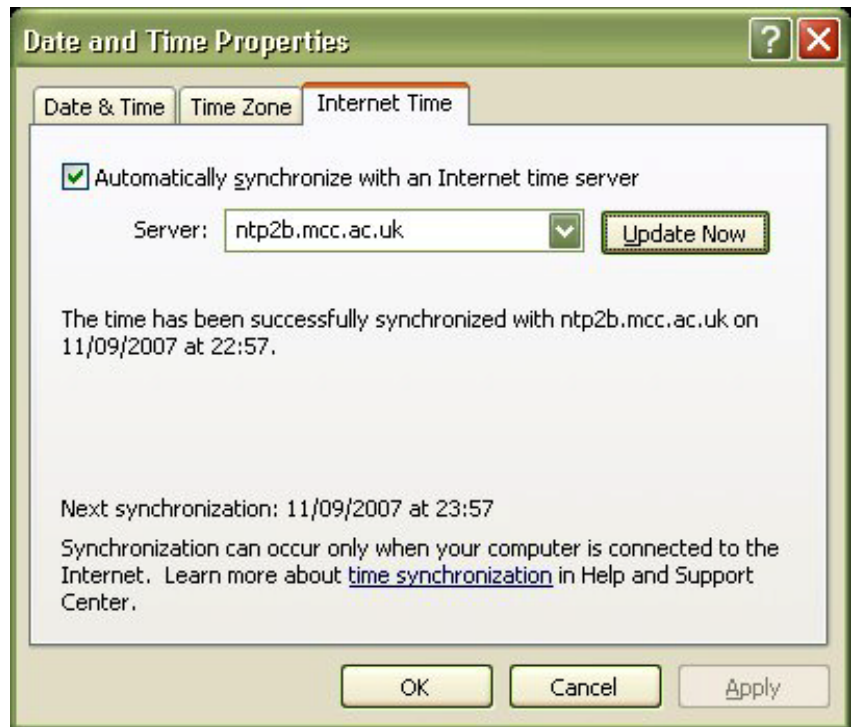 Date and Time Properties
Date & Time Time Zone Internet Time
Automatically synchronize with an Internet time server
Server: ntp2b.mcc.ac.uk Update Now
The time has been successfully synchronized with ntp2b.mcc.ac.uk on
11/09/2007 at 22:57.
Next synchronization: 11/09/2007 at 23:57
Synchronization can occur only when your computer is connected to the
Internet. Learn more about time synchronization in Help and Support
Center.
OK Cancel Apply